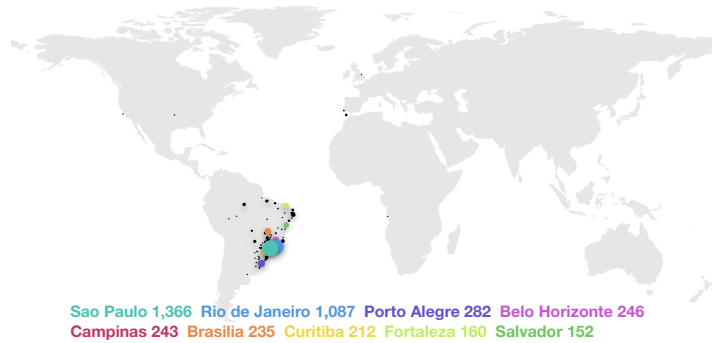 Sao Paulo 1,366 Rio de Janeiro 1,087 Porto Alegre 282 Belo Horizonte 246
Campinas 243 Brasilia 235 Curitiba 212 Fortaleza 160 Salvador 152